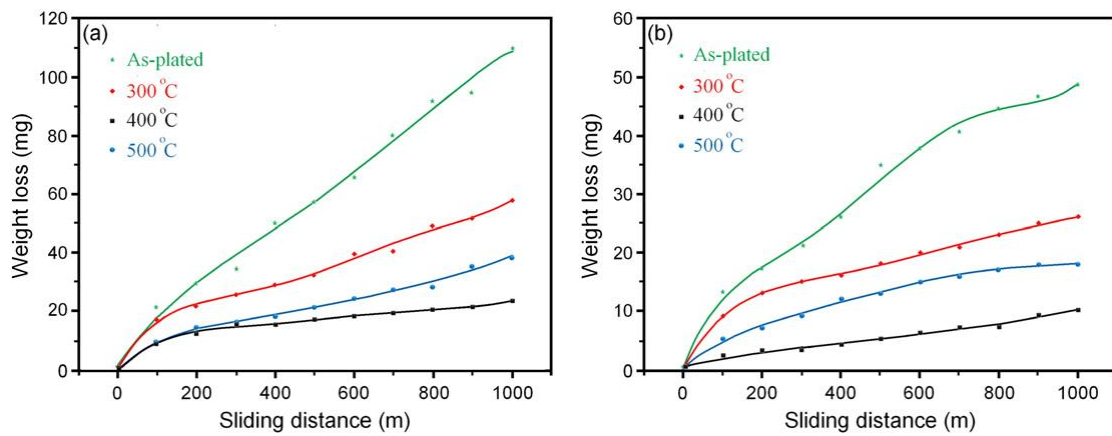 (a)
As-plated
300 °C
400 °C
500 °C
120
100
80
60
40
20
0
Weight loss (mg)
0 200 400 600 800 1000
Sliding distance (m)
(b)
As-plated
300 °C
400 °C
500 °C
60
50
40
30
20
10
0
Weight loss (mg)
0 200 400 600 800 1000
Sliding distance (m)